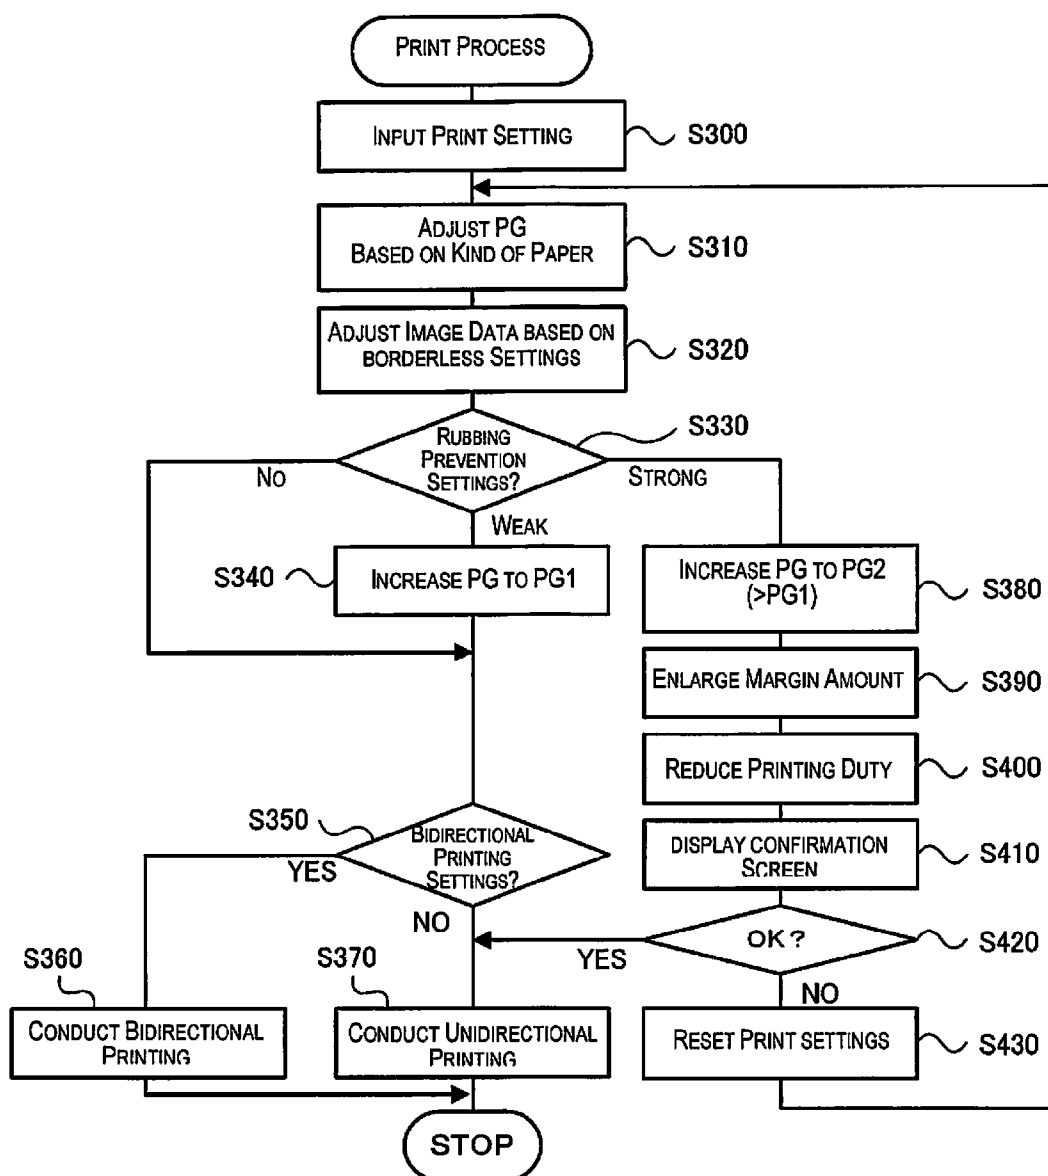 PRINT PROCESS
INPUT PRINT SETTING
S300
ADJUST PG
BASED ON KIND OF PAPER
S310
ADJUST IMAGE DATA BASED ON
BORDERLESS SETTINGS
S320
RUBBING
PREVENTION
SETTINGS?
S330
NO
STRONG
WEAK
S340
INCREASE PG TO PG1
INCREASE PG TO PG2
(>PG1)
S380
ENLARGE MARGIN AMOUNT
S390
REDUCE PRINTING DUTY
S400
S350
BIDIRECTIONAL
PRINTING
SETTINGS?
YES
NO
DISPLAY CONFIRMATION
SCREEN
S410
OK?
S420
YES
NO
S360
S370
CONDUCT BIDIRECTIONAL
PRINTING
CONDUCT UNIDIRECTIONAL
PRINTING
RESET PRINT SETTINGS
S430
STOP